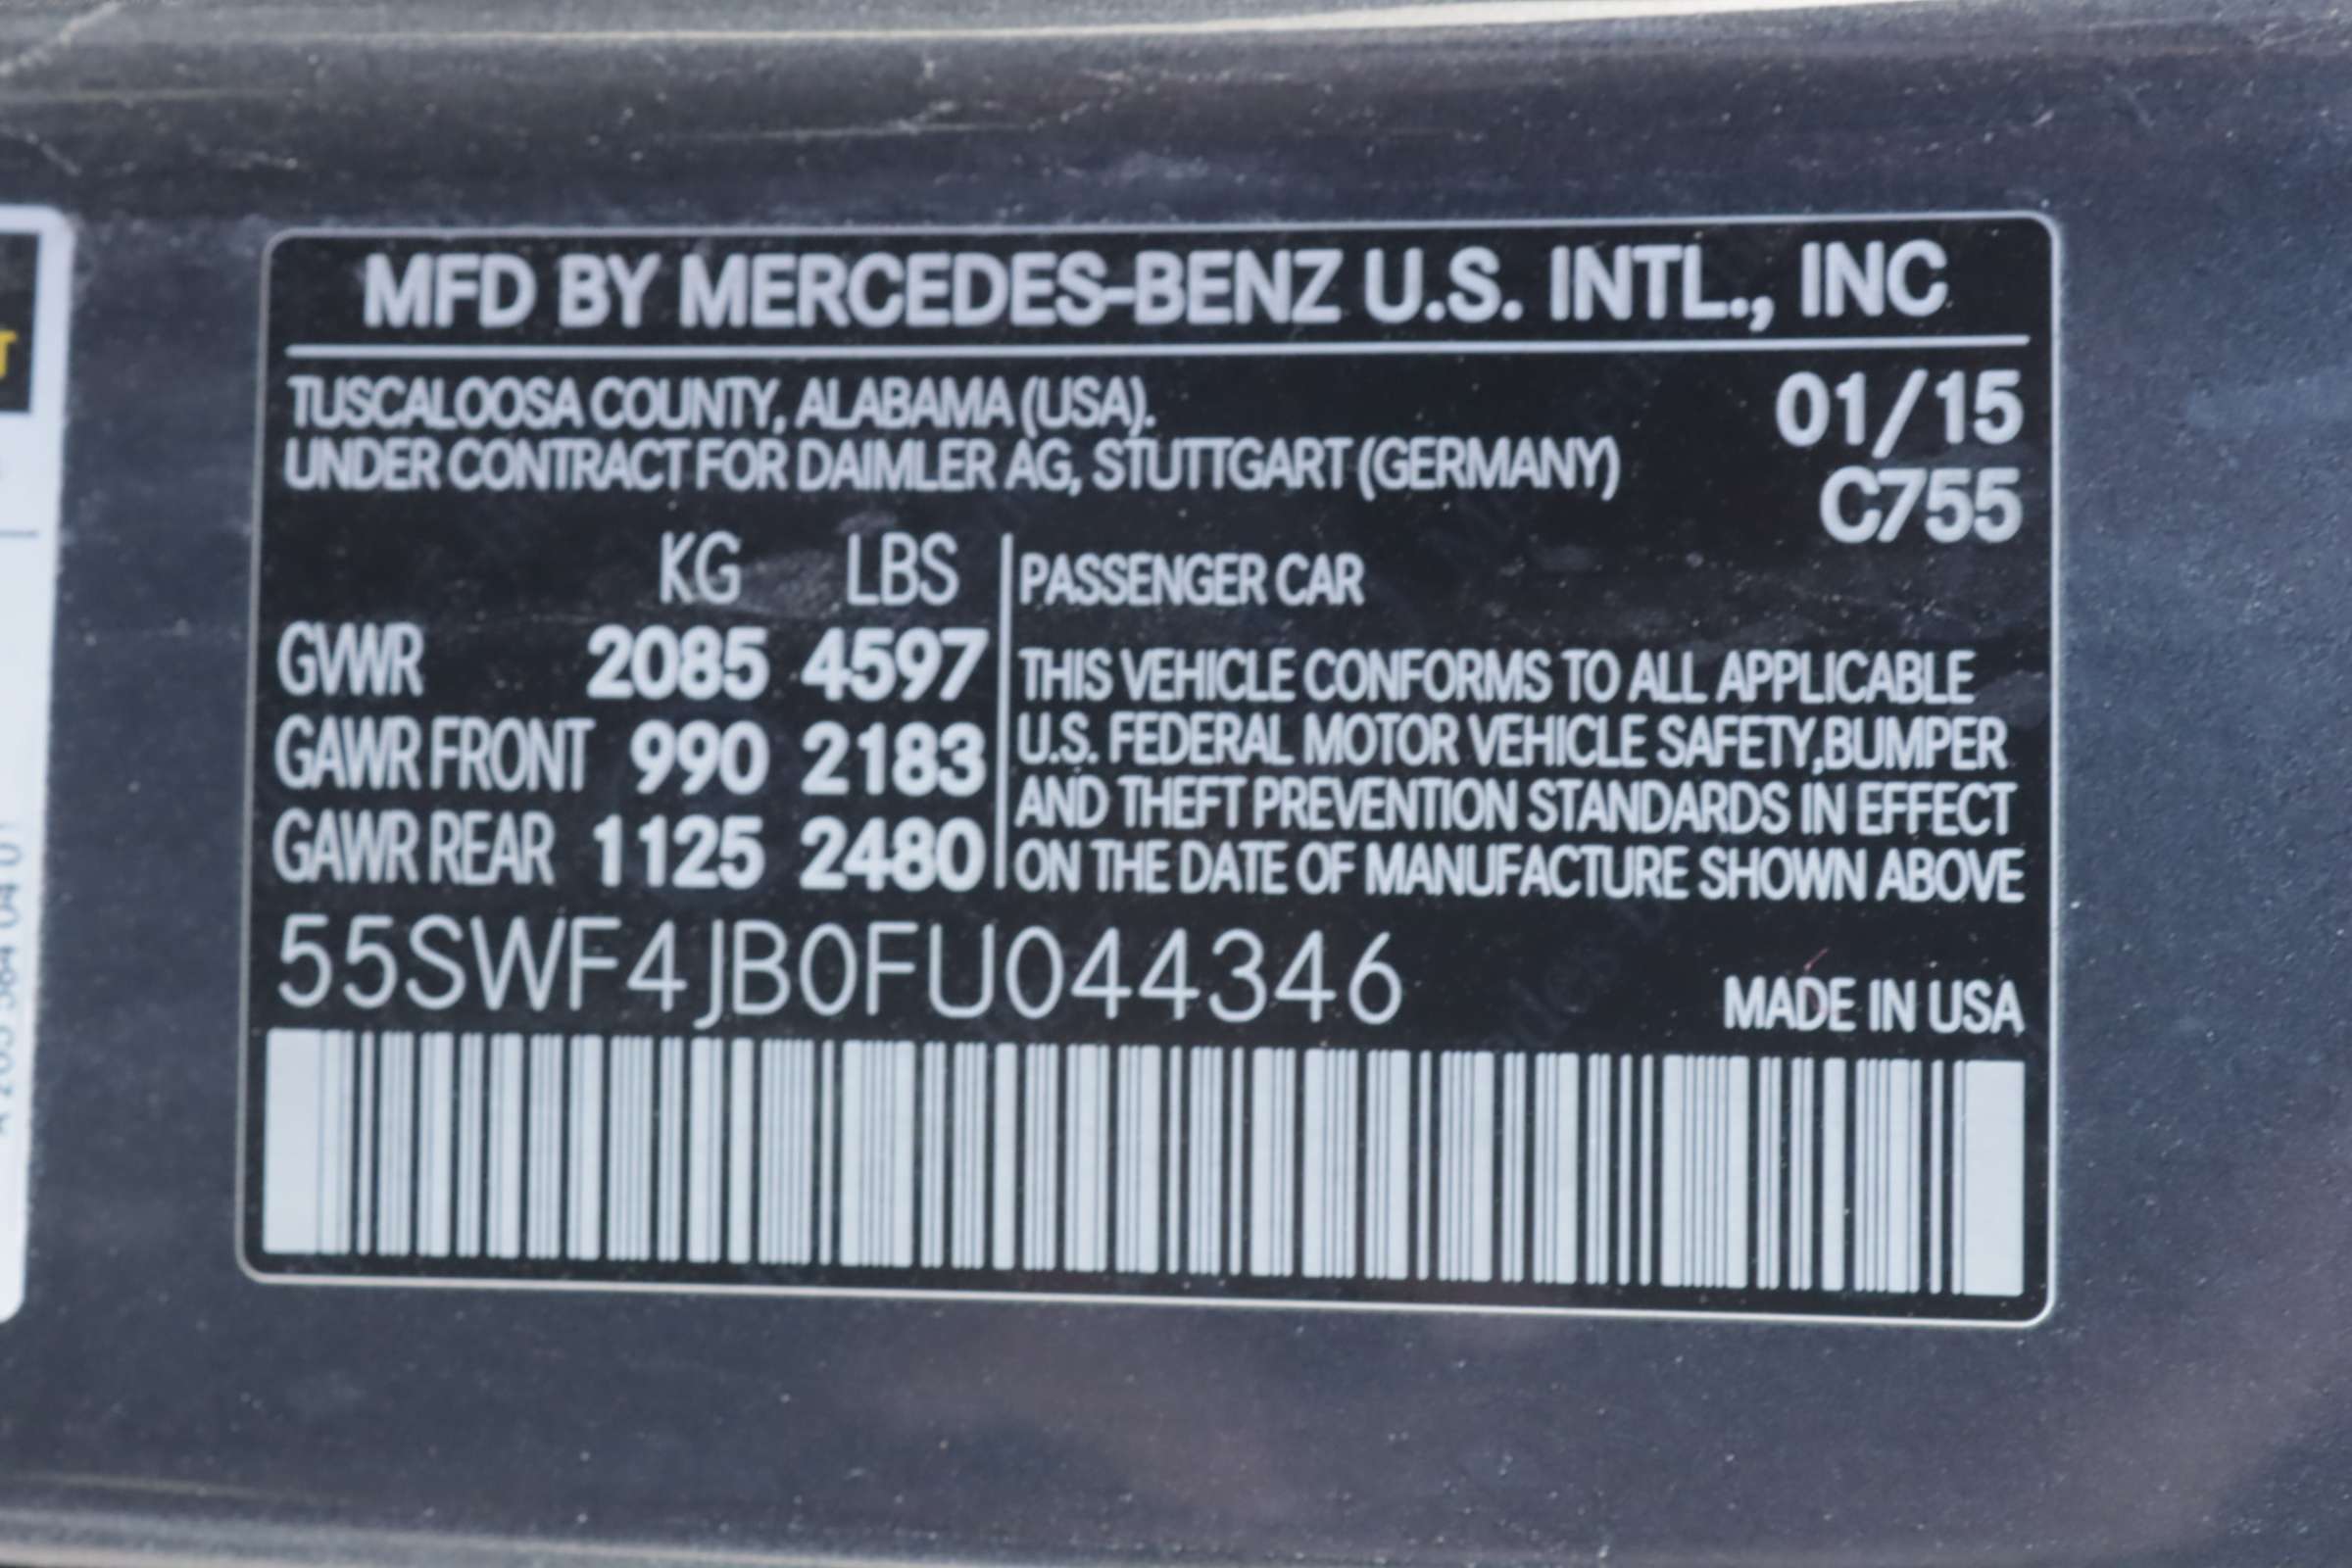 MFD BY MERCEDES-BENZ U.S. INTL., INC
TUSCALOOSA COUNTY, ALABAMA (USA). 01/15
UNDER CONTRACT FOR DAIMLER AG, STUTTGART (GERMANY)
C755
KG LBS
GVWR 2085 4597
GAWR FRONT 990 2183
GAWR REAR 1125 2480
PASSENGER CAR
THIS VEHICLE CONFORMS TO ALL APPLICABLE
U.S. FEDERAL MOTOR VEHICLE SAFETY,BUMPER
AND THEFT PREVENTION STANDARDS IN EFFECT
ON THE DATE OF MANUFACTURE SHOWN ABOVE
55SWF4JB0FU044346
MADE IN USA